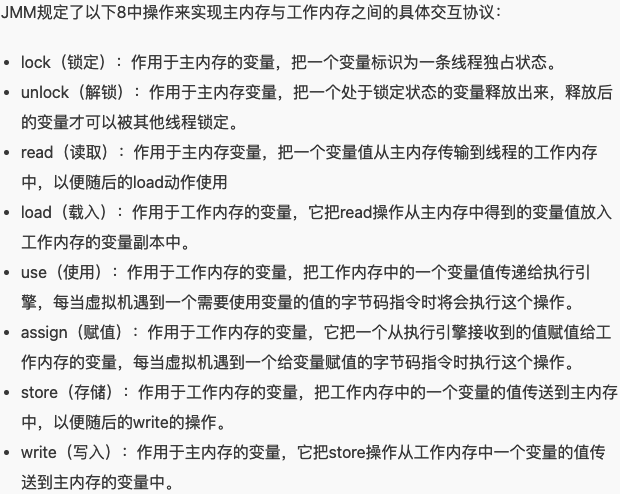 JMM规定了以下8中操作来实现主内存与工作内存之间的具体交互协议：
• lock（锁定）：作用于主内存的变量，把一个变量标识为一条线程独占状态。
• unlock（解锁）：作用于主内存变量，把一个处于锁定状态的变量释放出来，释放后
的变量才可以被其他线程锁定。
• read（读取）：作用于主内存变量，把一个变量值从主内存传输到线程的工作内存
中，以便随后的load动作使用
• load（载入）：作用于工作内存的变量，它把read操作从主内存中得到的变量值放入
工作内存的变量副本中。
• use（使用）：作用于工作内存的变量，把工作内存中的一个变量值传递给执行引
擎，每当虚拟机遇到一个需要使用变量的值的字节码指令时将会执行这个操作。
• assign（赋值）：作用于工作内存的变量，它把一个从执行引擎接收到的值赋值给工
作内存的变量，每当虚拟机遇到一个给变量赋值的字节码指令时执行这个操作。
• store（存储）：作用于工作内存的变量，把工作内存中的一个变量的值传送到主内存
中，以便随后的write的操作。
• write（写入）：作用于主内存的变量，它把store操作从工作内存中一个变量的值传
送到主内存的变量中。